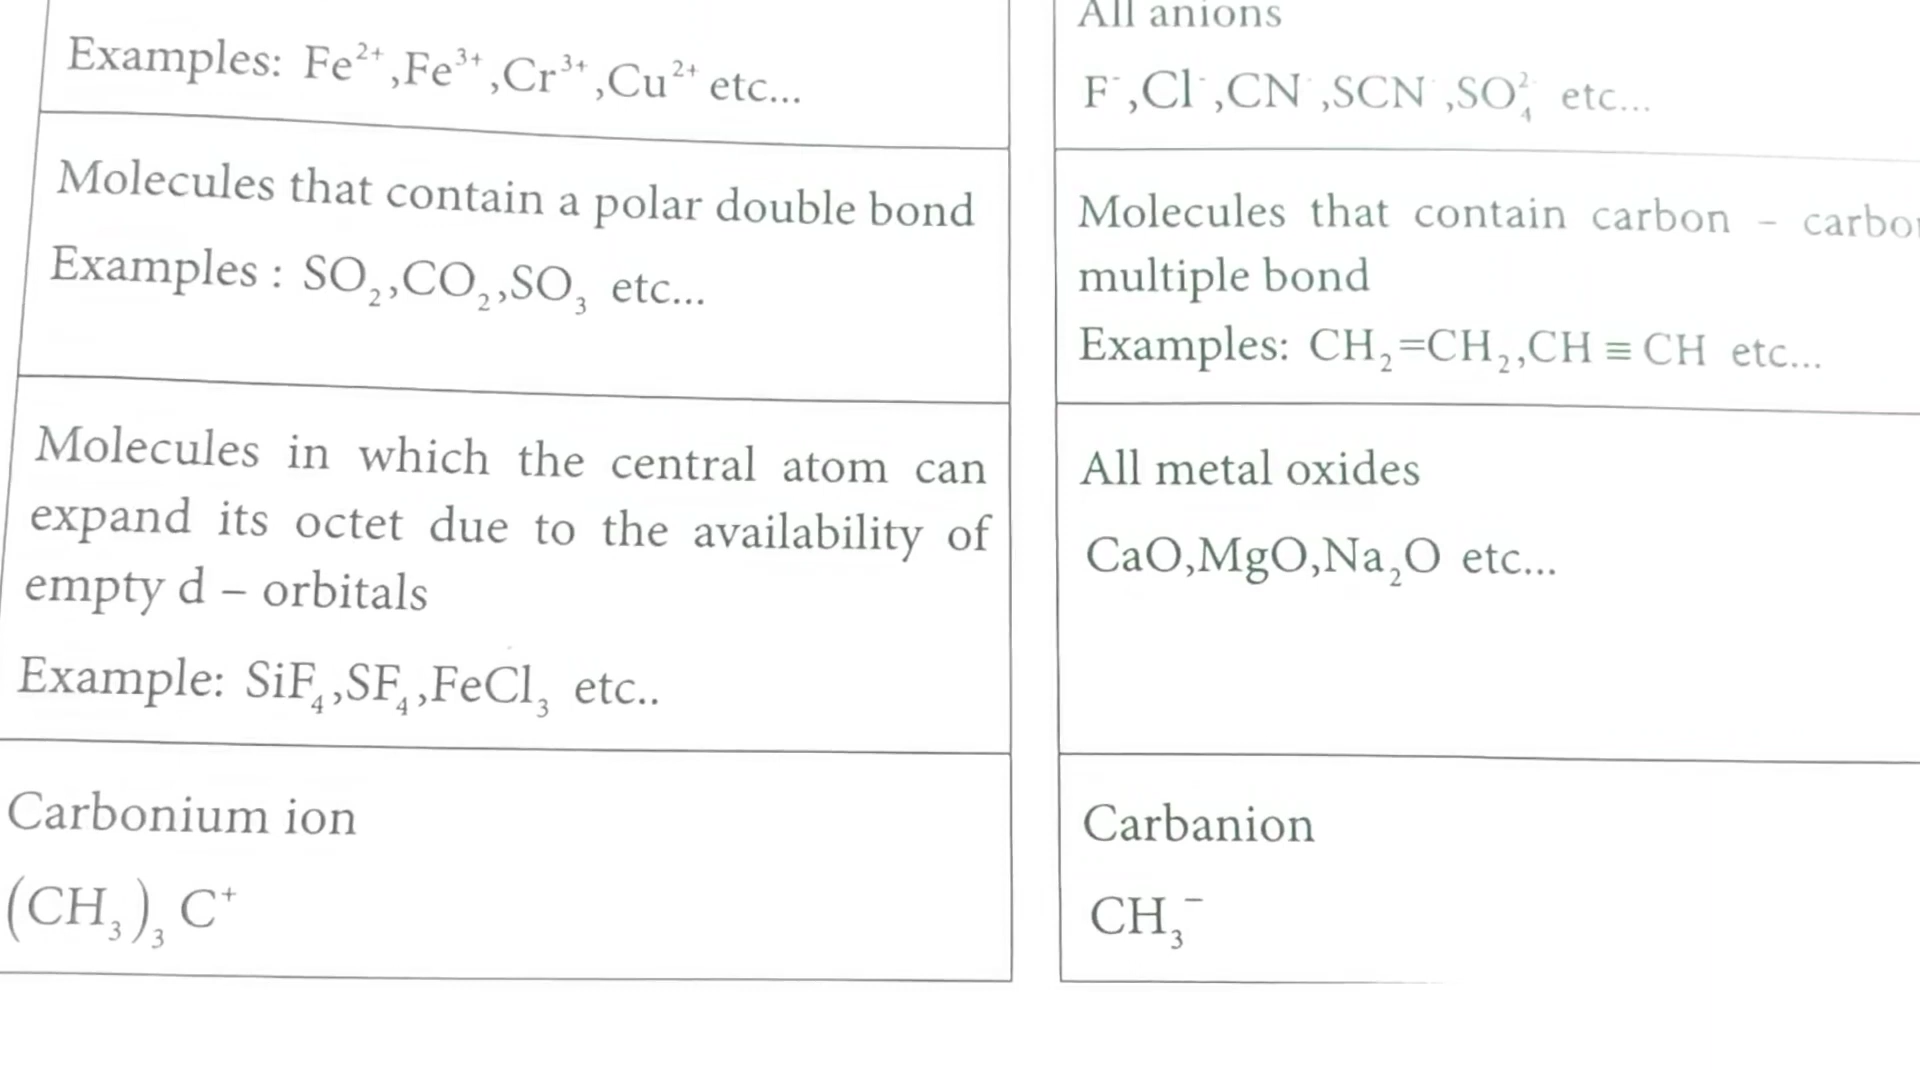 Examples: Fe²⁺,Fe³⁺,Cr³⁺,Cu²⁺ etc...
Molecules that contain a polar double bond
Examples : SO₂,CO₂,SO₃ etc...
Molecules in which the central atom can
expand its octet due to the availability of
empty d – orbitals
Example: SiF₄,SF₄,FeCl₃ etc..
Carbonium ion
(CH₃)₃ C⁺
All anions
F⁻,Cl⁻,CN⁻,SCN⁻,SO₄²⁻ etc...
Molecules that contain carbon –
multiple bond
Examples: CH₂=CH₂,CH ≡ CH etc...
All metal oxides
CaO,MgO,Na₂O etc...
Carbanion
CH₃⁻